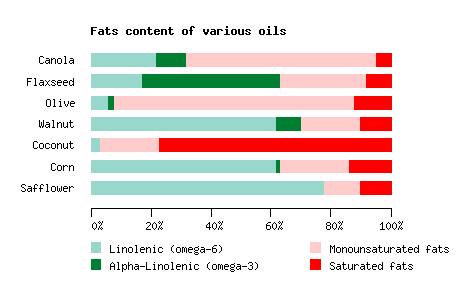 Fats content of various oils
Canola
Flaxseed
Olive
Walnut
Coconut
Corn
Safflower
0% 20% 40% 60% 80% 100%
Linolenic (omega-6) Monounsaturated fats
Alpha-Linolenic (omega-3) Saturated fats